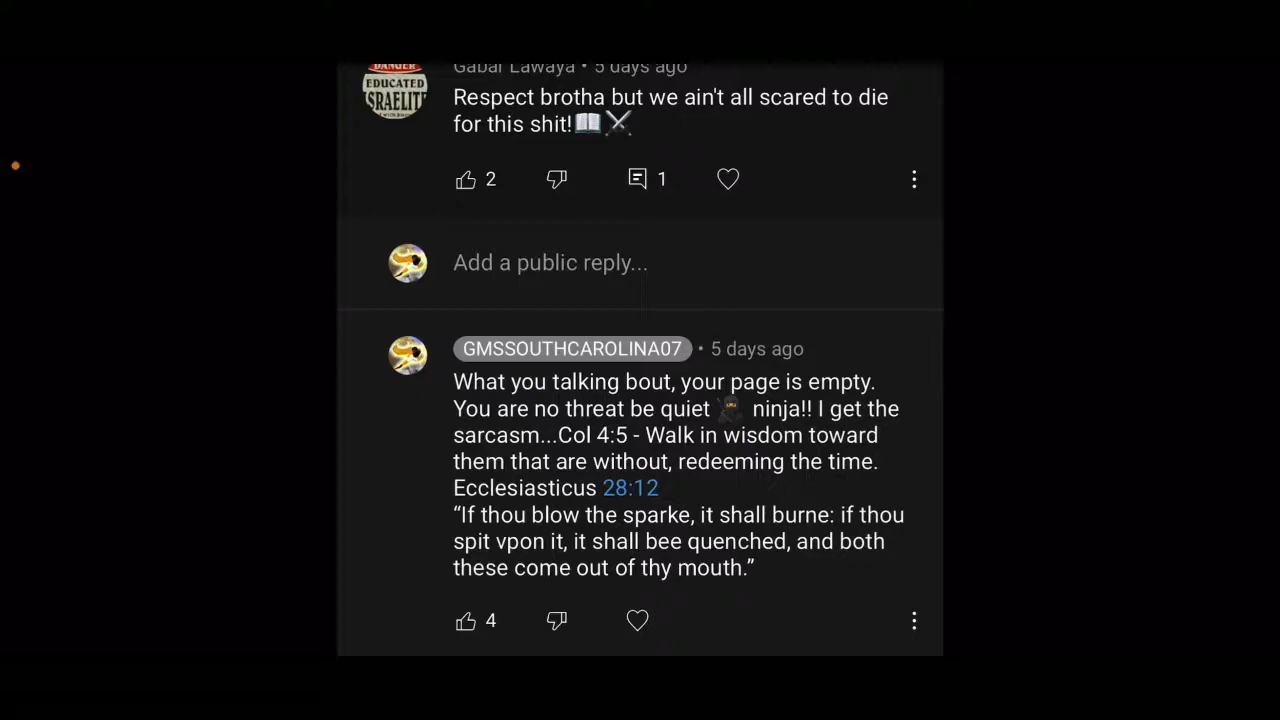 DANGER
EDUCATED
SRAELIT
Gabar Lawaya • 5 days ago
Respect brotha but we ain't all scared to die
for this shit!📖⚔
2
1
Add a public reply...
GMSSOUTHCAROLINA07 • 5 days ago
What you talking bout, your page is empty.
You are no threat be quiet 🥷 ninja!! I get the
sarcasm...Col 4:5 - Walk in wisdom toward
them that are without, redeeming the time.
Ecclesiasticus 28:12
“If thou blow the sparke, it shall burne: if thou
spit vpon it, it shall bee quenched, and both
these come out of thy mouth.”
4